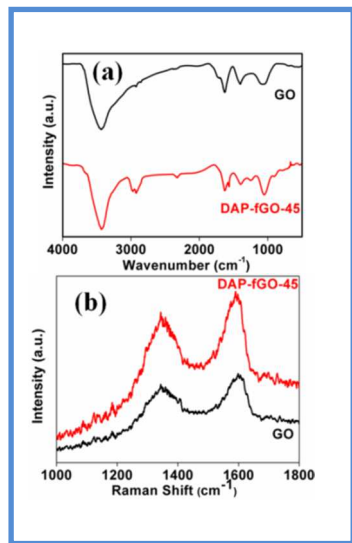 (a)
GO
DAP-fGO-45
Intensity (a.u.)
4000 3000 2000 1000
Wavenumber (cm⁻¹)
(b)
DAP-fGO-45
GO
Intensity (a.u.)
1000 1200 1400 1600 1800
Raman Shift (cm⁻¹)